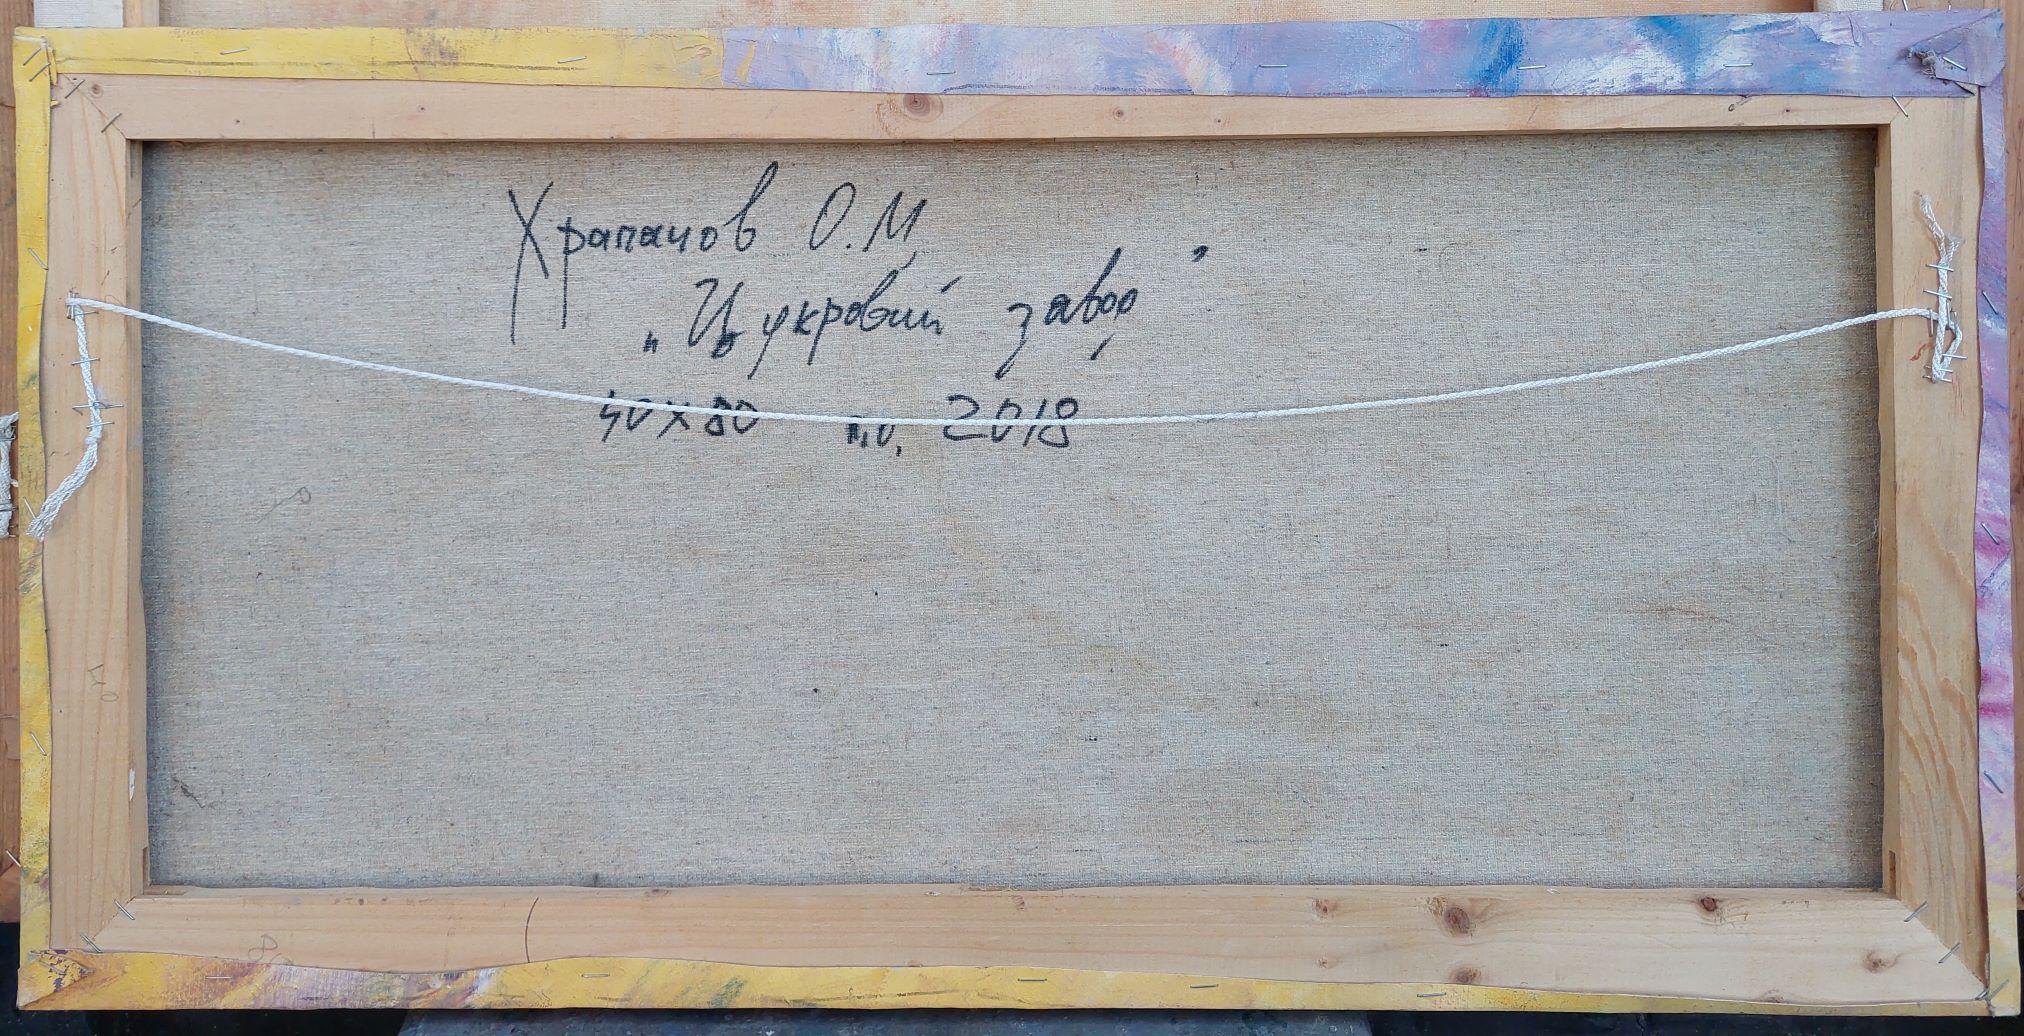 Храпачов О.М.
„Цукровий завод”
40х80 п.о. 2018